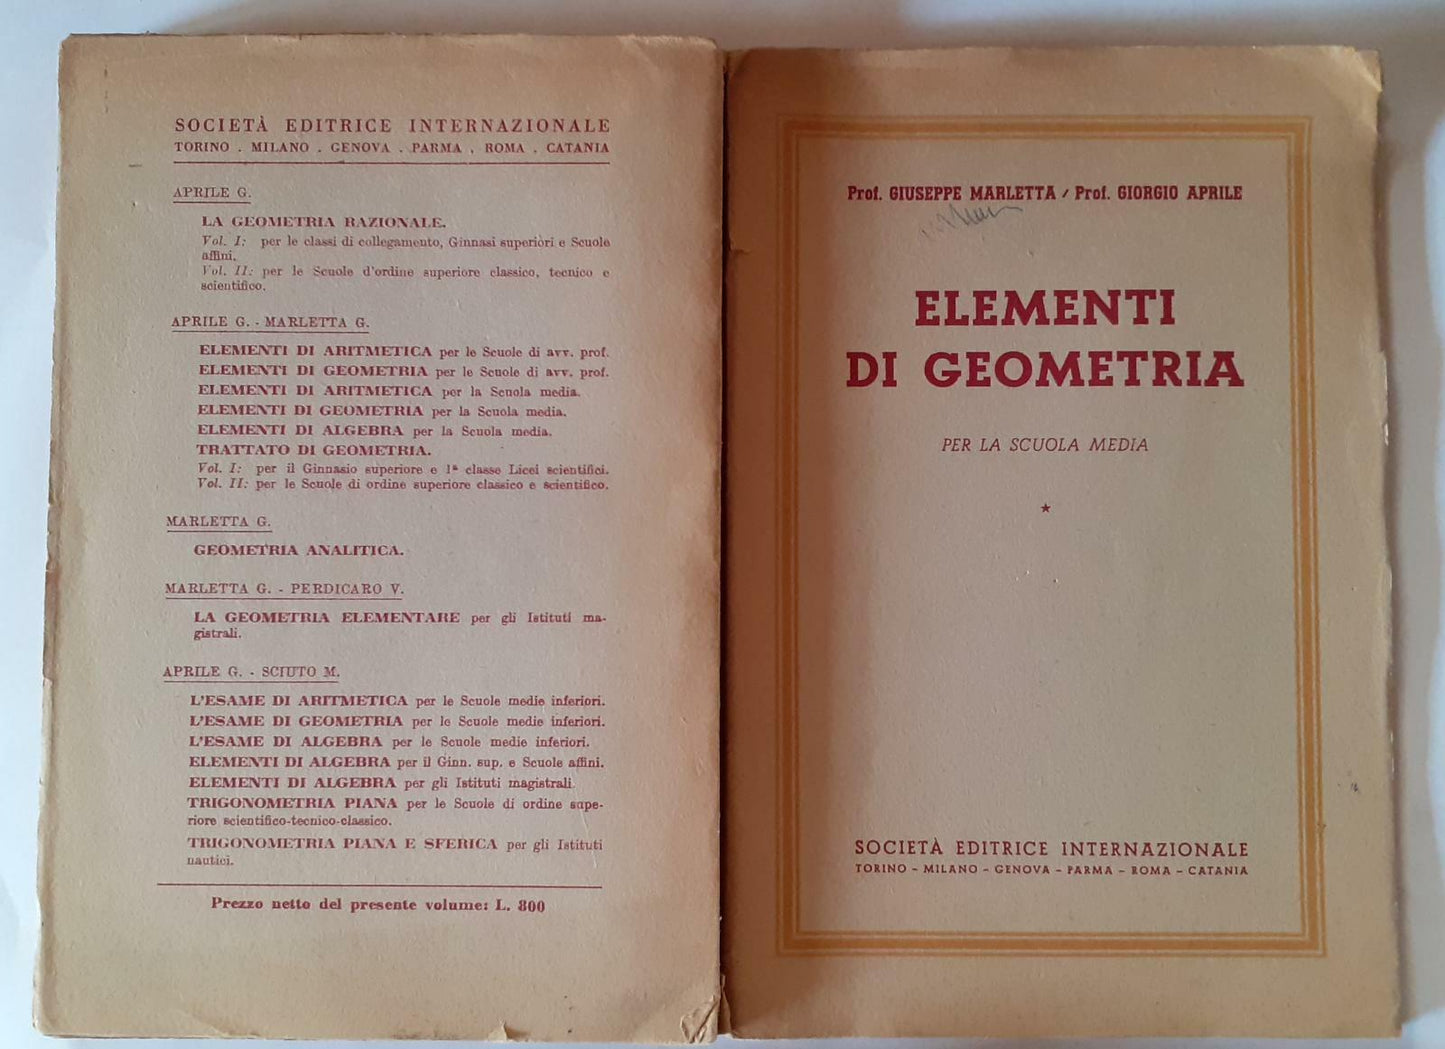 SOCIETÀ EDITRICE INTERNAZIONALE
TORINO . MILANO . GENOVA . PARMA . ROMA . CATANIA
APRILE G.
LA GEOMETRIA RAZIONALE.
Vol. I: per le classi di collegamento, Ginnasi superiori e Scuole
affini.
Vol. II: per le Scuole d'ordine superiore classico, tecnico e
scientifico.
APRILE G. - MARLETTA G.
ELEMENTI DI ARITMETICA per le Scuole di avv. prof.
ELEMENTI DI GEOMETRIA per le Scuole di avv. prof.
ELEMENTI DI ARITMETICA per la Scuola media.
ELEMENTI DI GEOMETRIA per la Scuola media.
ELEMENTI DI ALGEBRA per la Scuola media.
TRATTATO DI GEOMETRIA.
Vol. I: per il Ginnasio superiore e 1ª classe Licei scientifici.
Vol. II: per le Scuole di ordine superiore classico e scientifico.
MARLETTA G.
GEOMETRIA ANALITICA.
MARLETTA G. - PERDICARO V.
LA GEOMETRIA ELEMENTARE per gli Istituti ma-
gistrali.
APRILE G. - SCIUTO M.
L'ESAME DI ARITMETICA per le Scuole medie inferiori.
L'ESAME DI GEOMETRIA per le Scuole medie inferiori.
L'ESAME DI ALGEBRA per le Scuole medie inferiori.
ELEMENTI DI ALGEBRA per il Ginn. sup. e Scuole affini.
ELEMENTI DI ALGEBRA per gli Istituti magistrali.
TRIGONOMETRIA PIANA per le Scuole di ordine supe-
riore scientifico-tecnico-classico.
TRIGONOMETRIA PIANA E SFERICA per gli Istituti
nautici.
Prezzo netto del presente volume: L. 800
Prof. GIUSEPPE MARLETTA / Prof. GIORGIO APRILE
ELEMENTI
DI GEOMETRIA
PER LA SCUOLA MEDIA
SOCIETÀ EDITRICE INTERNAZIONALE
TORINO - MILANO - GENOVA - PARMA - ROMA - CATANIA